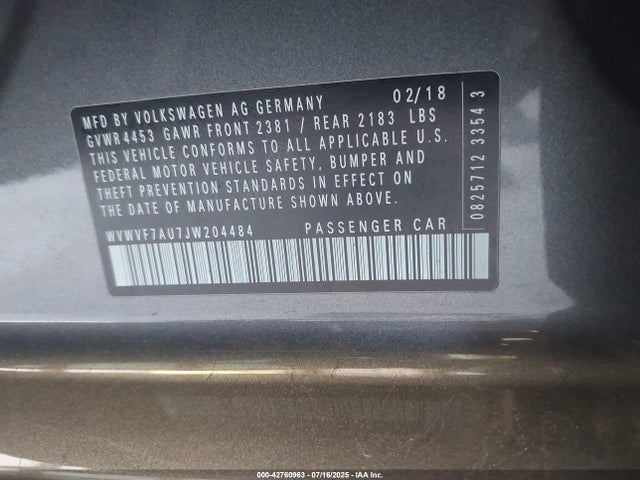 MFD BY VOLKSWAGEN AG GERMANY 02/18
GVWR4453 GAWR FRONT 2381 / REAR 2183 LBS
THIS VEHICLE CONFORMS TO ALL APPLICABLE U.S.
FEDERAL MOTOR VEHICLE SAFETY, BUMPER AND
THEFT PREVENTION STANDARDS IN EFFECT ON
THE DATE OF MANUFACTURE SHOWN ABOVE.
WVWVF7AU7JW204484 PASSENGER CAR
0825712 3354 3
000-42760963 - 07/16/2025 - IAA Inc.